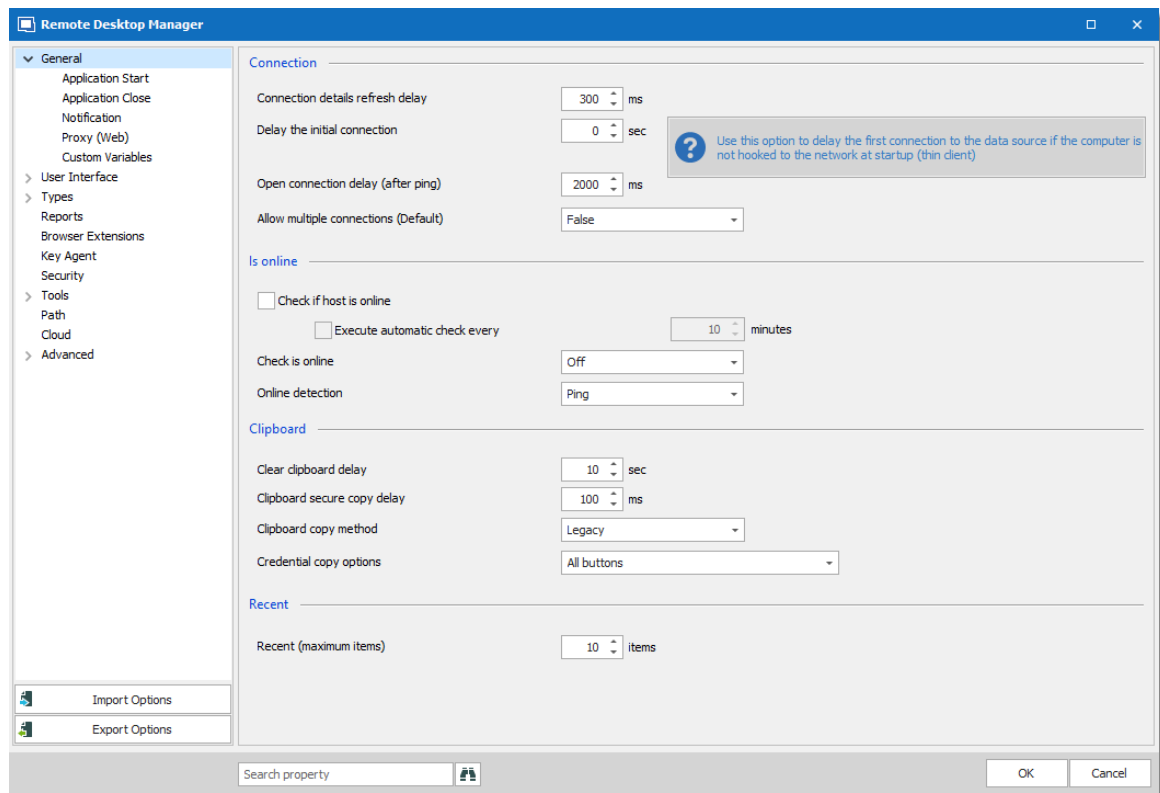 Remote Desktop Manager
General
Application Start
Application Close
Notification
Proxy (Web)
Custom Variables
User Interface
Types
Reports
Browser Extensions
Key Agent
Security
Tools
Path
Cloud
Advanced
Import Options
Export Options
Connection
Connection details refresh delay 300 ms
Delay the initial connection 0 sec
Use this option to delay the first connection to the data source if the computer is
not hooked to the network at startup (thin client)
Open connection delay (after ping) 2000 ms
Allow multiple connections (Default) False
Is online
Check if host is online
Execute automatic check every 10 minutes
Check is online Off
Online detection Ping
Clipboard
Clear clipboard delay 10 sec
Clipboard secure copy delay 100 ms
Clipboard copy method Legacy
Credential copy options All buttons
Recent
Recent (maximum items) 10 items
Search property
OK Cancel